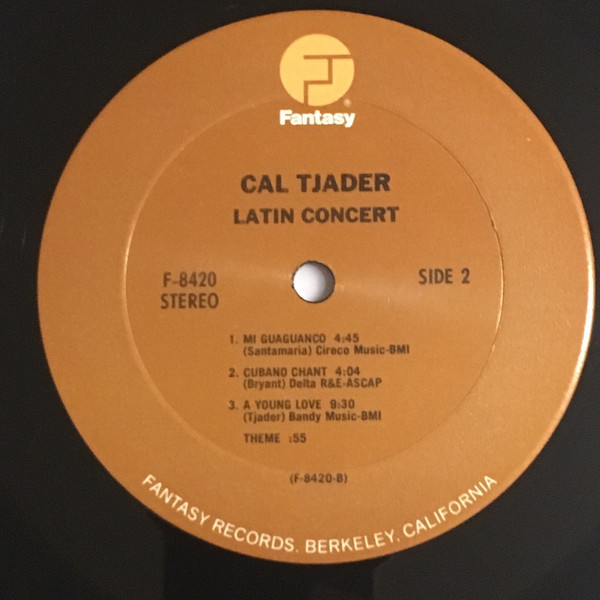 Fantasy®
CAL TJADER
LATIN CONCERT
F-8420
STEREO
SIDE 2
1. MI GUAGUANCO 4:45
(Santamaria) Cireco Music-BMI
2. CUBANO CHANT 4:04
(Bryant) Delta R&E-ASCAP
3. A YOUNG LOVE 9:30
(Tjader) Bandy Music-BMI
THEME :55
(F-8420-B)
FANTASY RECORDS, BERKELEY, CALIFORNIA